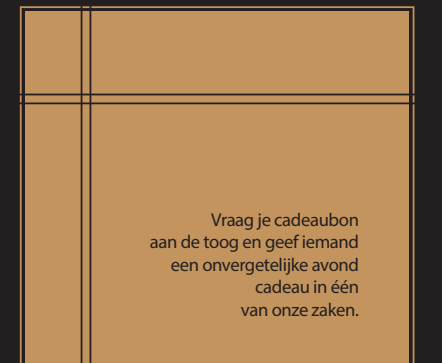 Vraag je cadeaubon
aan de toog en geef iemand
een onvergetelijke avond
cadeau in één
van onze zaken.